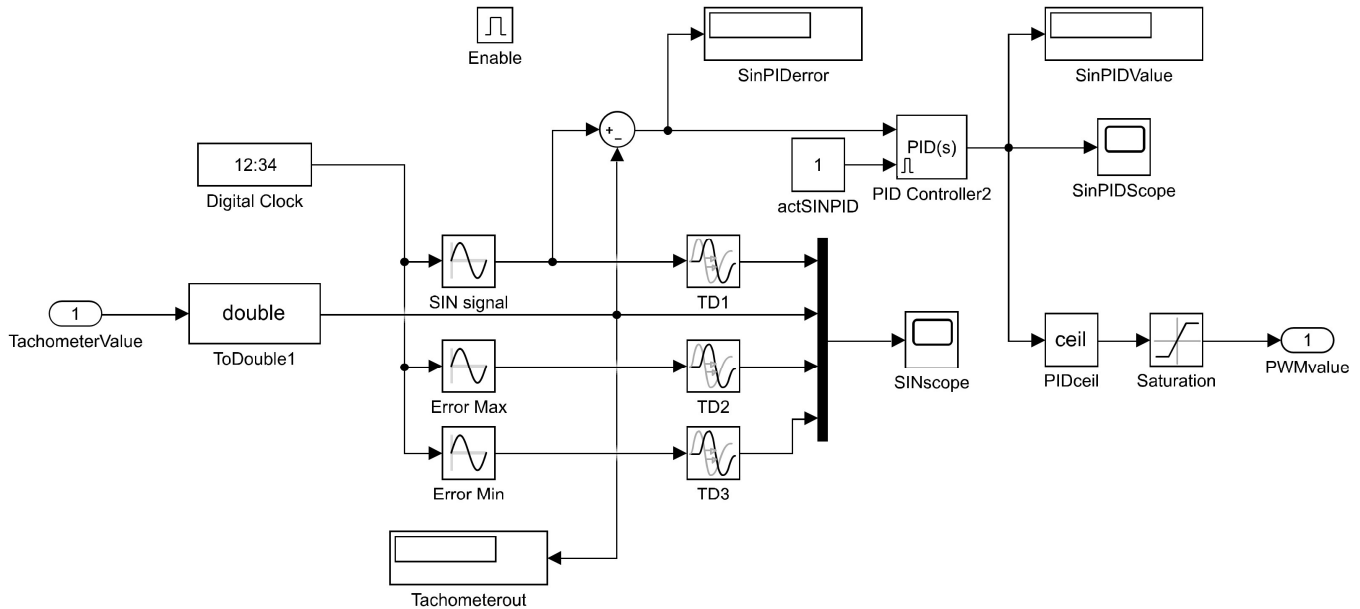 Enable
SinPIDerror
SinPIDValue
+
−
12:34
Digital Clock
1
actSINPID
PID(s)
PID Controller2
SinPIDScope
SIN signal
TD1
1
TachometerValue
double
ToDouble1
SINscope
ceil
PIDceil
Saturation
1
PWMvalue
Error Max
TD2
Error Min
TD3
Tachometerout